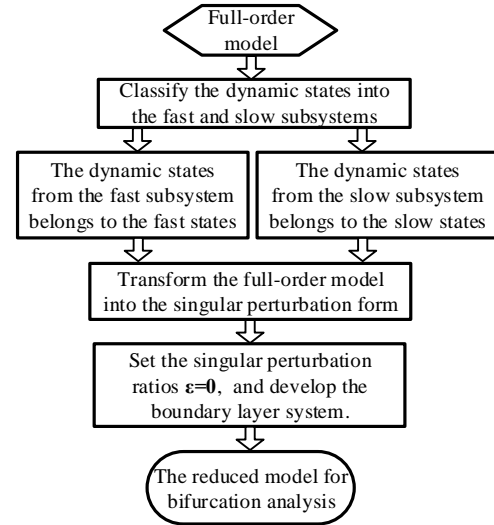 Full-order
model
Classify the dynamic states into
the fast and slow subsystems
The dynamic states
from the fast subsystem
belongs to the fast states
The dynamic states
from the slow subsystem
belongs to the slow states
Transform the full-order model
into the singular perturbation form
Set the singular perturbation
ratios ε=0, and develop the
boundary layer system.
The reduced model for
bifurcation analysis